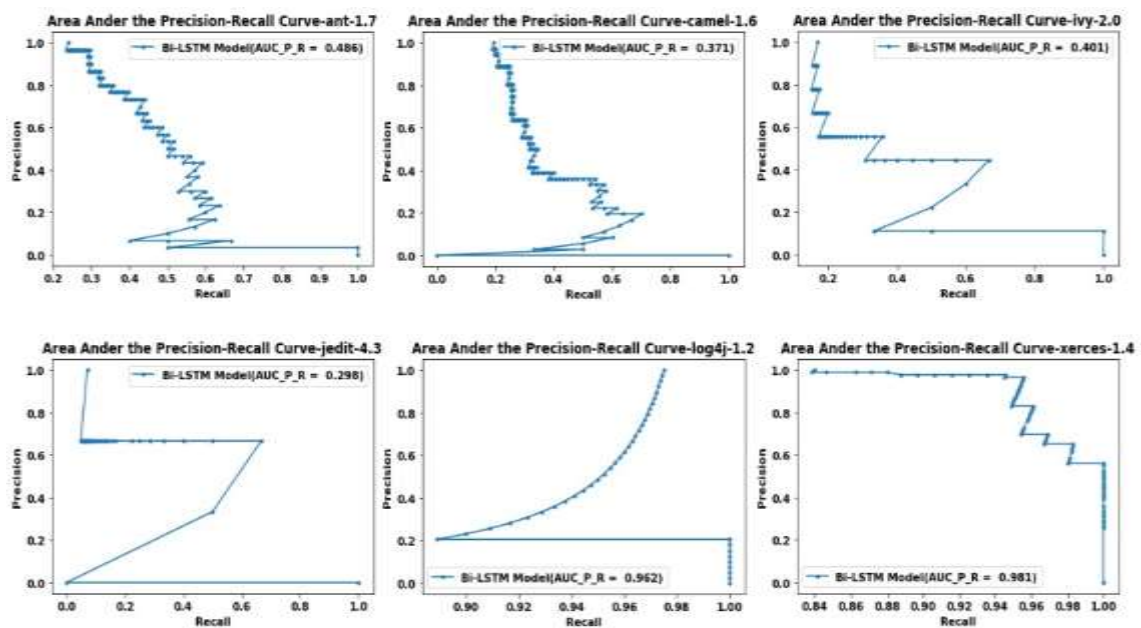 Area Ander the Precision-Recall Curve-ant-1.7
Bi-LSTM Model(AUC_P_R = 0.486)
Precision
1.0
0.8
0.6
0.4
0.2
0.0
0.2 0.3 0.4 0.5 0.6 0.7 0.8 0.9 1.0
Recall
Area Ander the Precision-Recall Curve-camel-1.6
Bi-LSTM Model(AUC_P_R = 0.371)
Precision
1.0
0.8
0.6
0.4
0.2
0.0
0.0 0.2 0.4 0.6 0.8 1.0
Recall
Area Ander the Precision-Recall Curve-ivy-2.0
Bi-LSTM Model(AUC_P_R = 0.401)
Precision
1.0
0.8
0.6
0.4
0.2
0.0
0.2 0.4 0.6 0.8 1.0
Recall
Area Ander the Precision-Recall Curve-jedit-4.3
Bi-LSTM Model(AUC_P_R = 0.298)
Precision
1.0
0.8
0.6
0.4
0.2
0.0
0.0 0.2 0.4 0.6 0.8 1.0
Recall
Area Ander the Precision-Recall Curve-log4j-1.2
Precision
1.0
0.8
0.6
0.4
0.2
0.0
Bi-LSTM Model(AUC_P_R = 0.962)
0.90 0.92 0.94 0.96 0.98 1.00
Recall
Area Ander the Precision-Recall Curve-xerces-1.4
Precision
1.0
0.8
0.6
0.4
0.2
0.0
Bi-LSTM Model(AUC_P_R = 0.981)
0.84 0.86 0.88 0.90 0.92 0.94 0.96 0.98 1.00
Recall